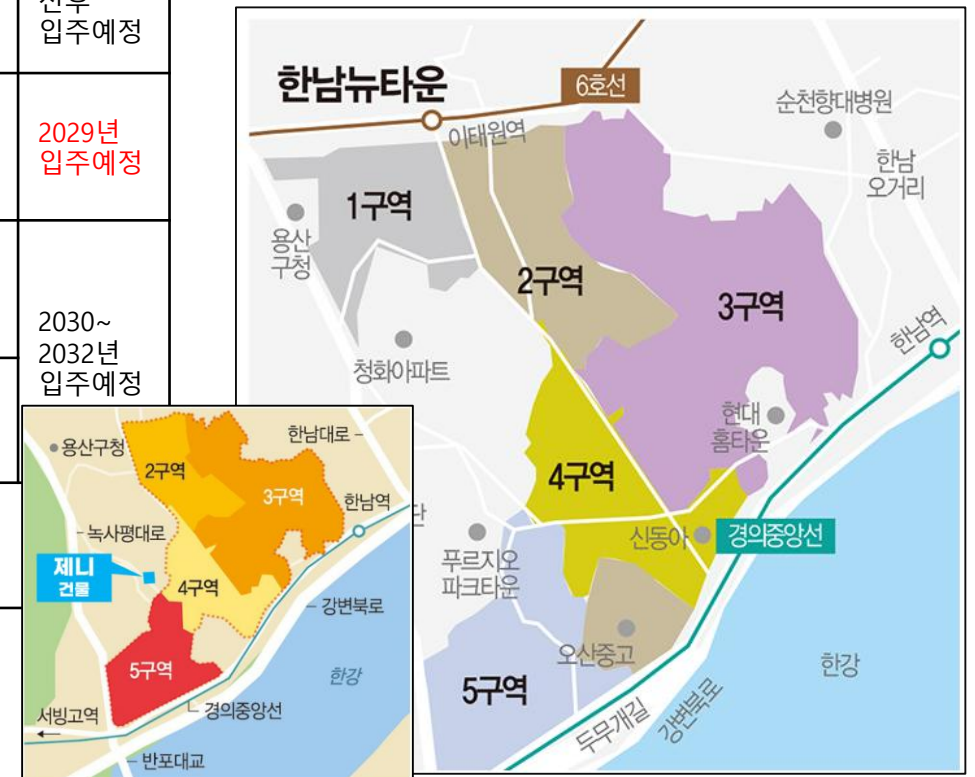 전후
입주예정
2029년
입주예정
2030~
2032년
입주예정
한남뉴타운
6호선
이태원역
순천향대병원
한남
오거리
1구역
용산
구청
2구역
3구역
한남역
청화아파트
현대
홈타운
4구역
단
신동아
경의중앙선
푸르지오
파크타운
오산중고
5구역
한강
두무개길
강변북로
용산구청
한남대로
2구역
3구역
한남역
녹사평대로
제니
건물
4구역
강변북로
5구역
한강
서빙고역
경의중앙선
반포대교